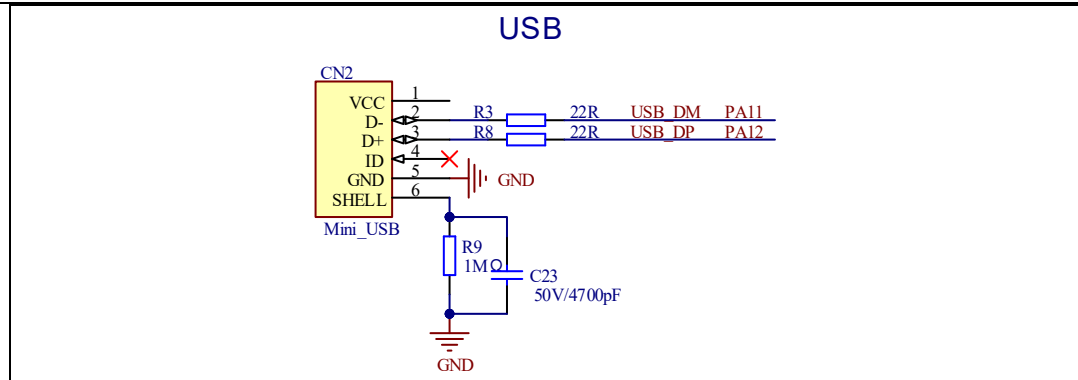 USB
CN2
VCC 1
D- 2 R3 22R USB_DM PA11
D+ 3 R8 22R USB_DP PA12
ID 4
GND 5 GND
SHELL 6
Mini_USB
R9
1MΩ
C23
50V/4700pF
GND